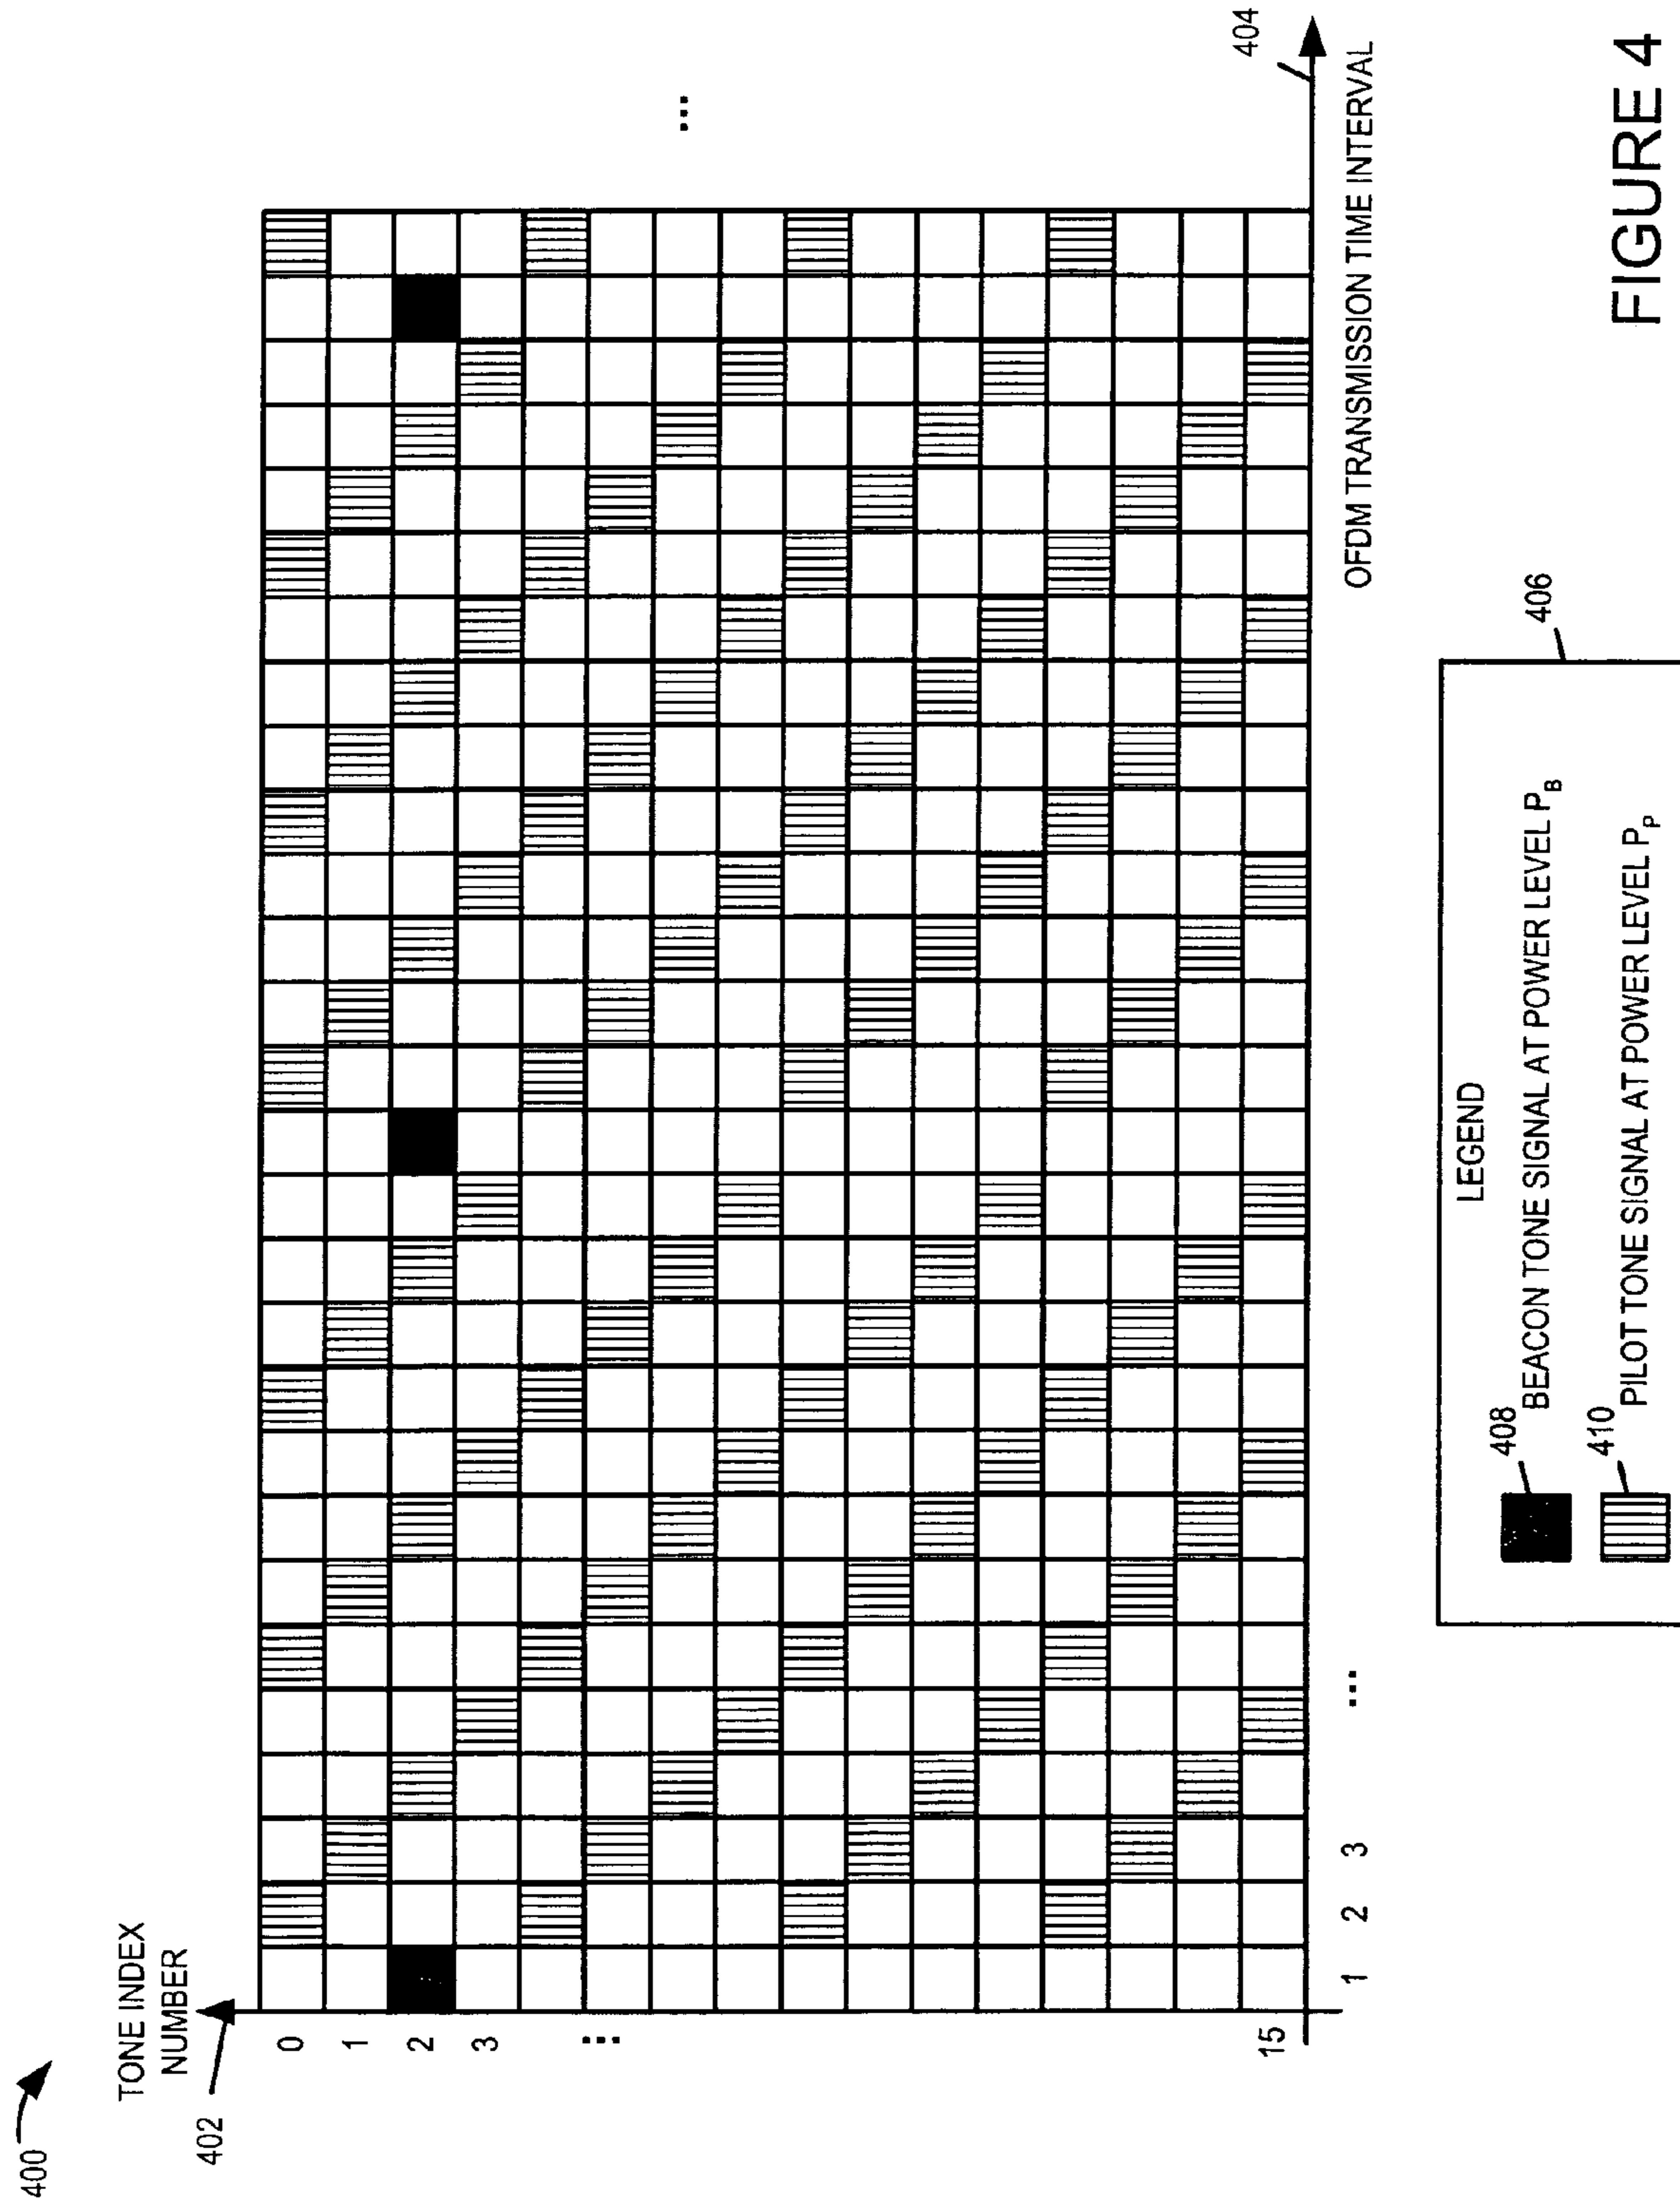 400
TONE INDEX
NUMBER
402
0
1
2
3
...
15
1 2 3 ...
...
404
OFDM TRANSMISSION TIME INTERVAL
406
LEGEND
408
BEACON TONE SIGNAL AT POWER LEVEL P_B
410
PILOT TONE SIGNAL AT POWER LEVEL P_P
FIGURE 4